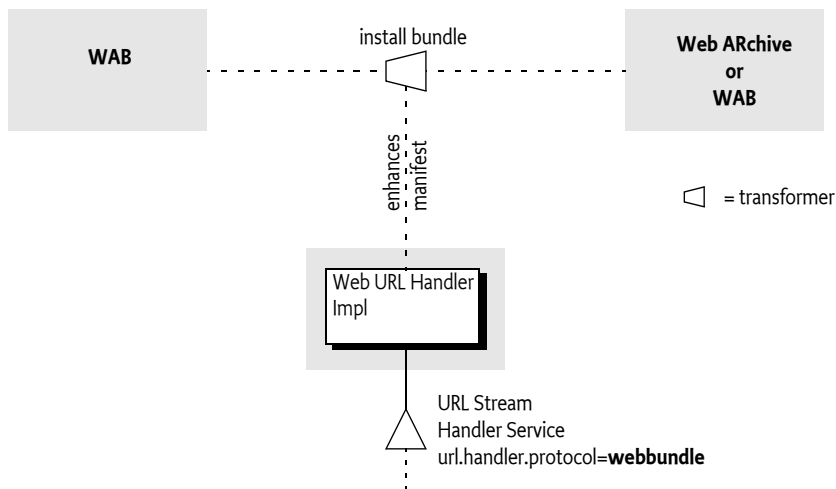 install bundle
WAB
Web ARchive
or
WAB
enhances
manifest
= transformer
Web URL Handler
Impl
URL Stream
Handler Service
url.handler.protocol=webbundle